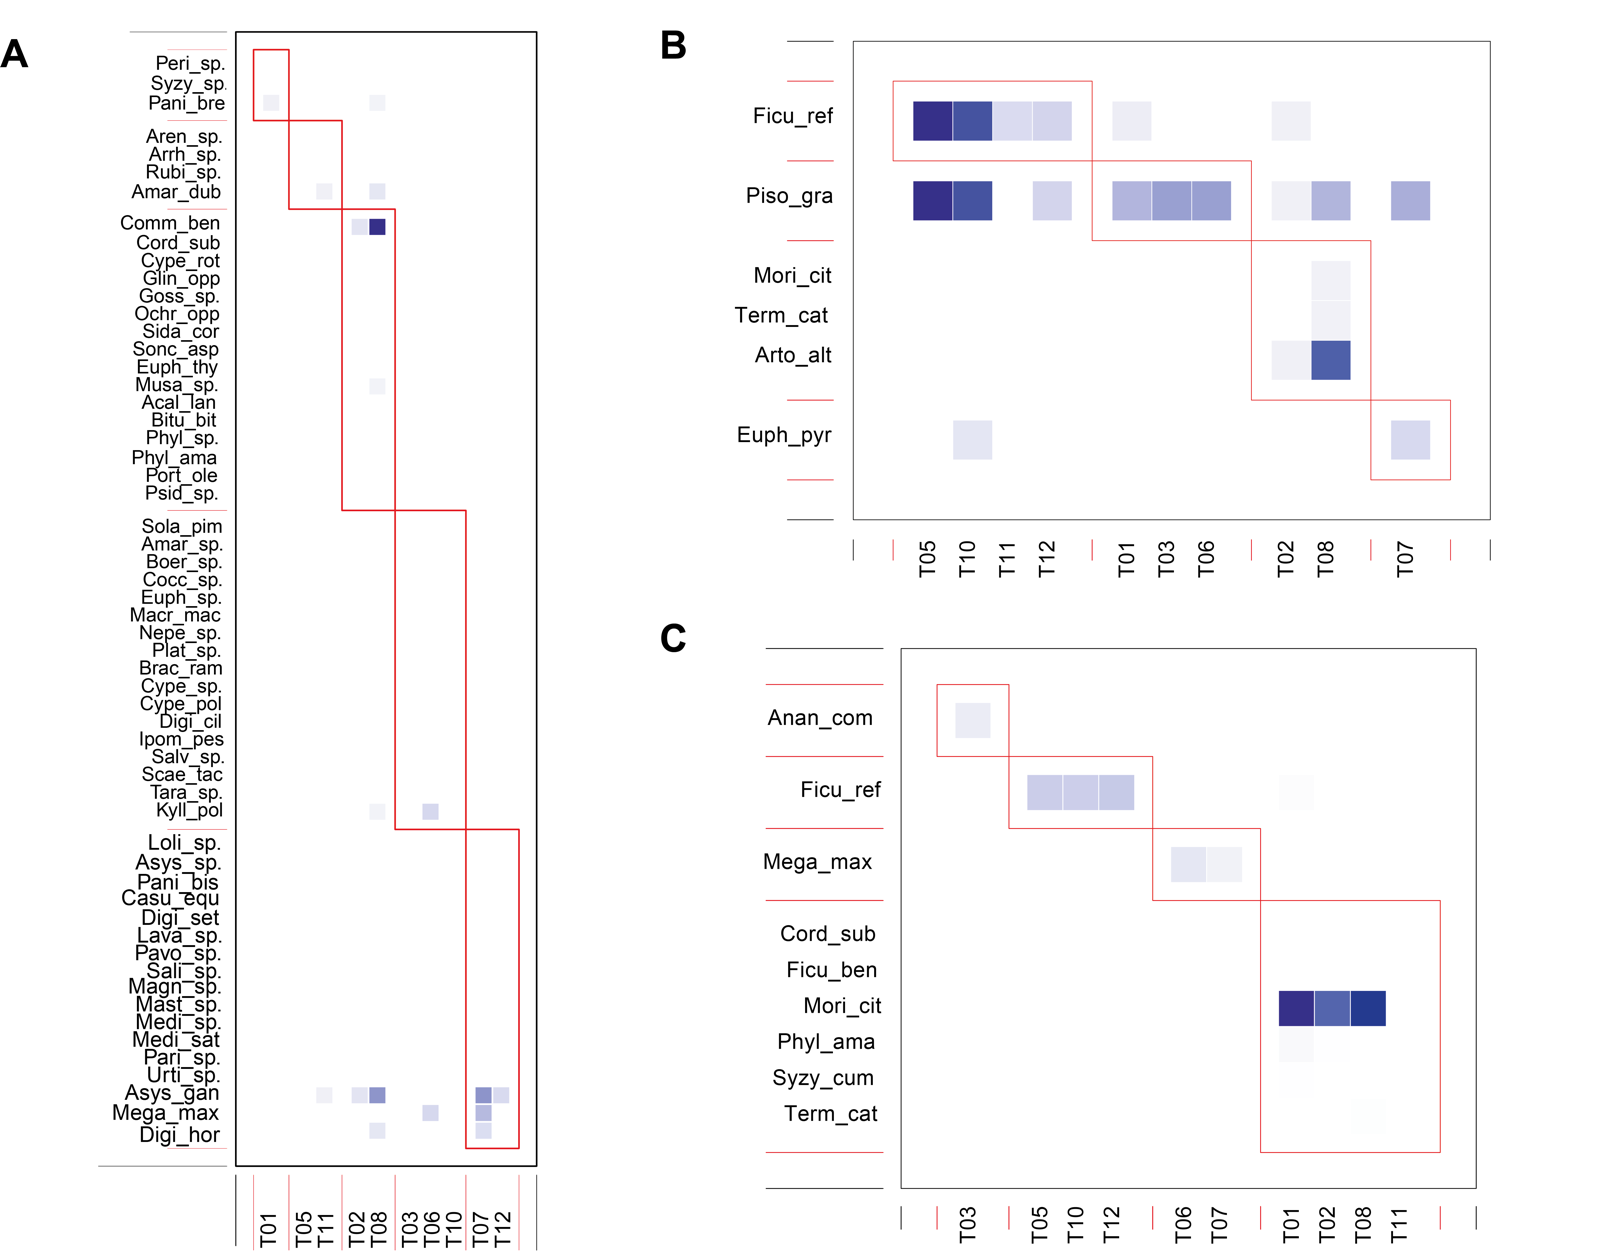 A
Peri_sp.
Syzy_sp.
Pani_bre
Aren_sp.
Arrh_sp.
Rubi_sp.
Amar_dub
Comm_ben
Cord_sub
Cype_rot
Glin_opp
Goss_sp.
Ochr_opp
Sida_cor
Sonc_asp
Euph_thy
Musa_sp.
Acal_lan
Bitu_bit
Phyl_sp.
Phyl_ama
Port_ole
Psid_sp.
Sola_pim
Amar_sp.
Boer_sp.
Cocc_sp.
Euph_sp.
Macr_mac
Nepe_sp.
Plat_sp.
Brac_ram
Cype_sp.
Cype_pol
Digi_cil
Ipom_pes
Salv_sp.
Scae_tac
Tara_sp.
Kyll_pol
Loli_sp.
Asys_sp.
Pani_bis
Casu_equ
Digi_set
Lava_sp.
Pavo_sp.
Sali_sp.
Magn_sp.
Mast_sp.
Medi_sp.
Medi_sat
Pari_sp.
Urti_sp.
Asys_gan
Mega_max
Digi_hor
T01 T05 T11 T02 T08 T03 T06 T10 T07 T12
B
Ficu_ref
Piso_gra
Mori_cit
Term_cat
Arto_alt
Euph_pyr
T05 T10 T11 T12 T01 T03 T06 T02 T08 T07
C
Anan_com
Ficu_ref
Mega_max
Cord_sub
Ficu_ben
Mori_cit
Phyl_ama
Syzy_cum
Term_cat
T03 T05 T10 T12 T06 T07 T01 T02 T08 T11